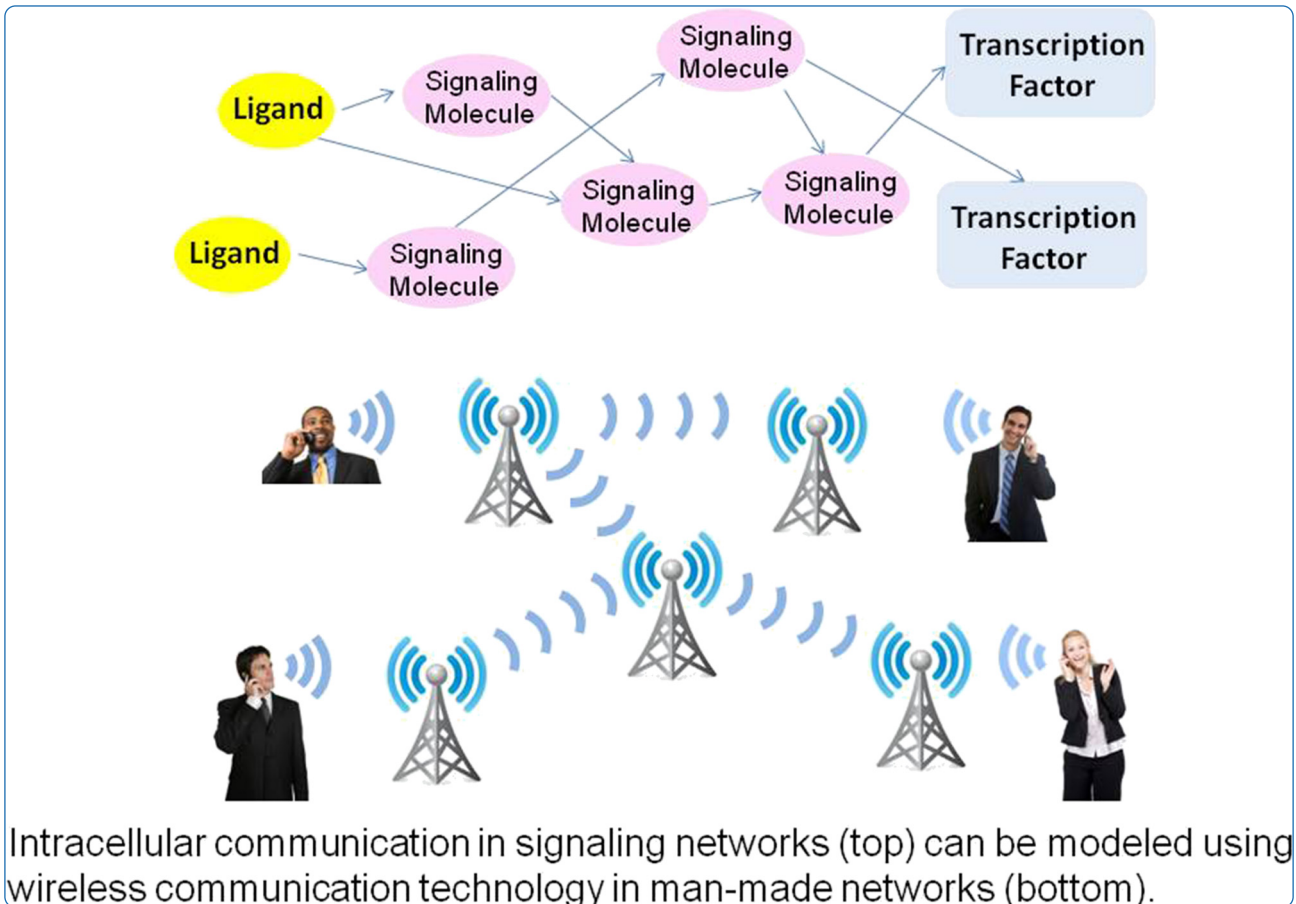 Signaling
Molecule
Transcription
Factor
Ligand
Signaling
Molecule
Signaling
Molecule
Signaling
Molecule
Transcription
Factor
Ligand
Signaling
Molecule
Intracellular communication in signaling networks (top) can be modeled using
wireless communication technology in man-made networks (bottom).